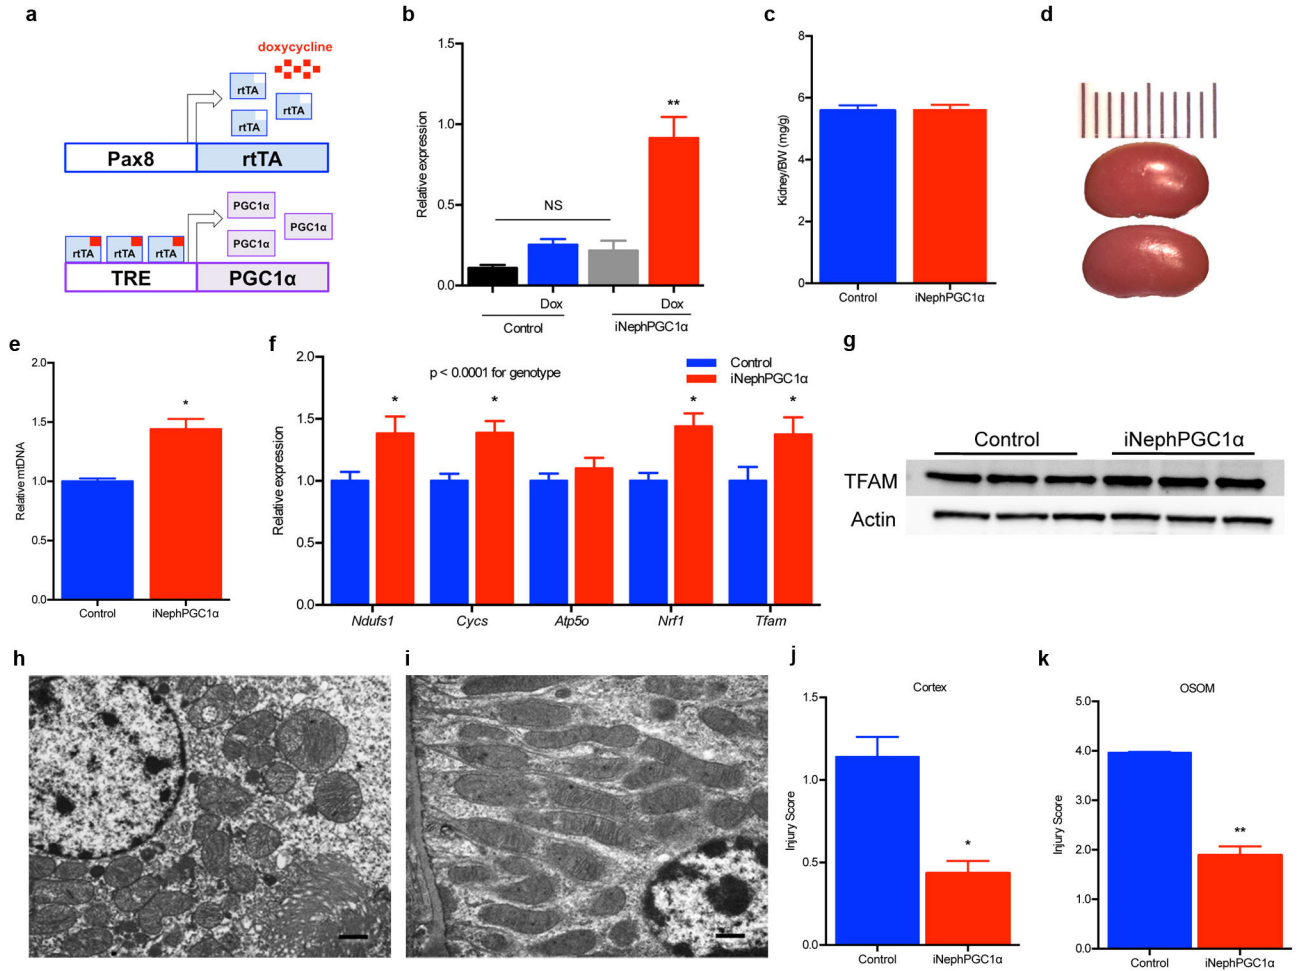 a
doxycycline
rtTA
rtTA
rtTA
Pax8
rtTA
PGC1α
PGC1α
PGC1α
rtTA
rtTA
rtTA
TRE
PGC1α
b
1.5
1.0
0.5
0.0
Relative expression
NS
**
Dox
Dox
Control
iNephPGC1α
c
8
6
4
2
0
Kidney/BW (mg/g)
Control
iNephPGC1α
d
e
2.0
1.5
1.0
0.5
0.0
Relative mtDNA
*
Control
iNephPGC1α
f
2.0
1.5
1.0
0.5
0.0
Relative expression
p < 0.0001 for genotype
Control
iNephPGC1α
*
*
*
*
Ndufs1
Cycs
Atp5o
Nrf1
Tfam
g
Control
iNephPGC1α
TFAM
Actin
h
i
j
Cortex
1.5
1.0
0.5
0.0
Injury Score
*
Control
iNephPGC1α
k
OSOM
5.0
4.0
3.0
2.0
1.0
0.0
Injury Score
**
Control
iNephPGC1α